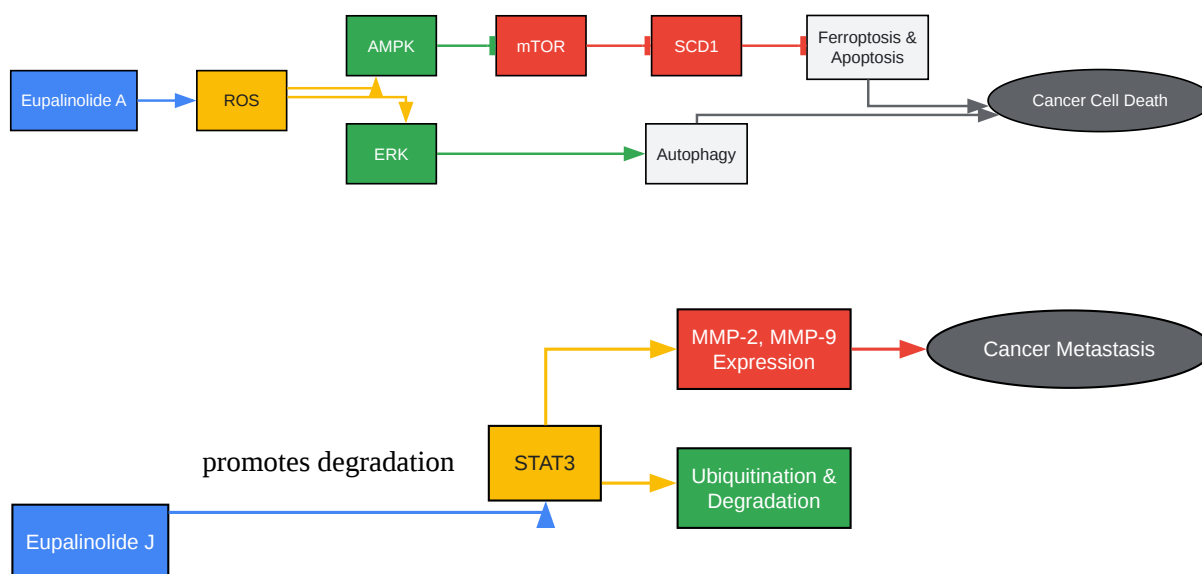 AMPK
mTOR
SCD1
Ferroptosis &
Apoptosis
Eupalinolide A
ROS
Cancer Cell Death
ERK
Autophagy
MMP-2, MMP-9
Expression
Cancer Metastasis
promotes degradation
STAT3
Ubiquitination &
Degradation
Eupalinolide J